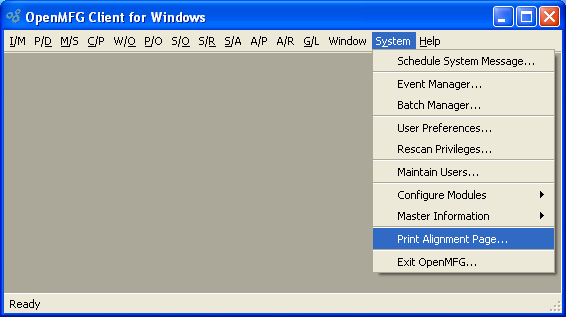 OpenMFG Client for Windows
I/M P/D M/S C/P W/O P/O S/O S/R S/A A/P A/R G/L Window System Help
Schedule System Message...
Event Manager...
Batch Manager...
User Preferences...
Rescan Privileges...
Maintain Users...
Configure Modules
Master Information
Print Alignment Page...
Exit OpenMFG...
Ready